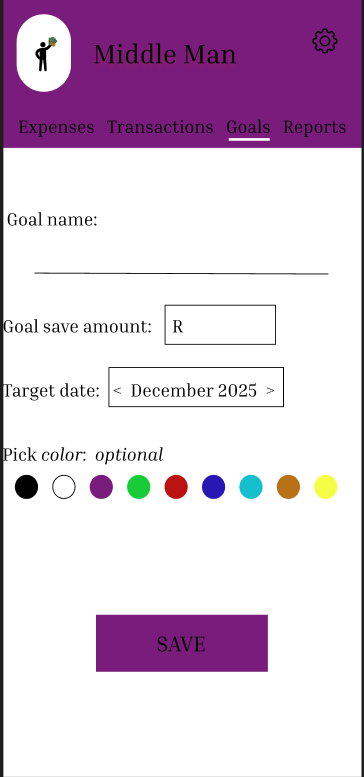 Middle Man
Expenses Transactions Goals Reports
Goal name:
Goal save amount: R
Target date: < December 2025 >
Pick color: optional
SAVE